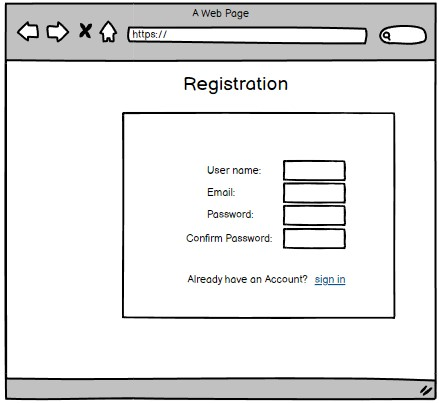 A Web Page
https://
Registration
User name:
Email:
Password:
Confirm Password:
Already have an Account? sign in